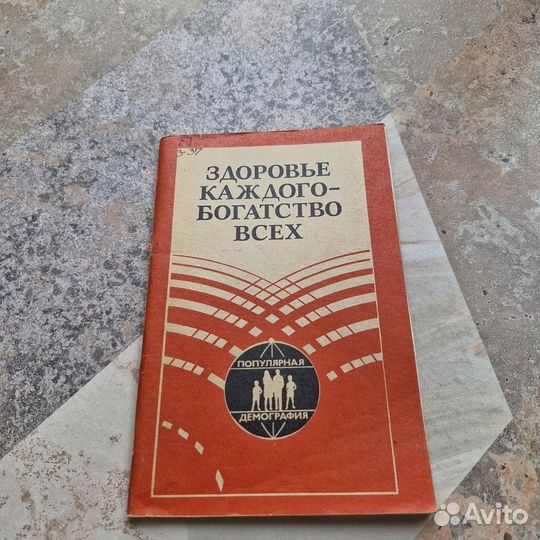 ЗДОРОВЬЕ
КАЖДОГО-
БОГАТСТВО
ВСЕХ
ПОПУЛЯРНАЯ
ДЕМОГРАФИЯ
Avito